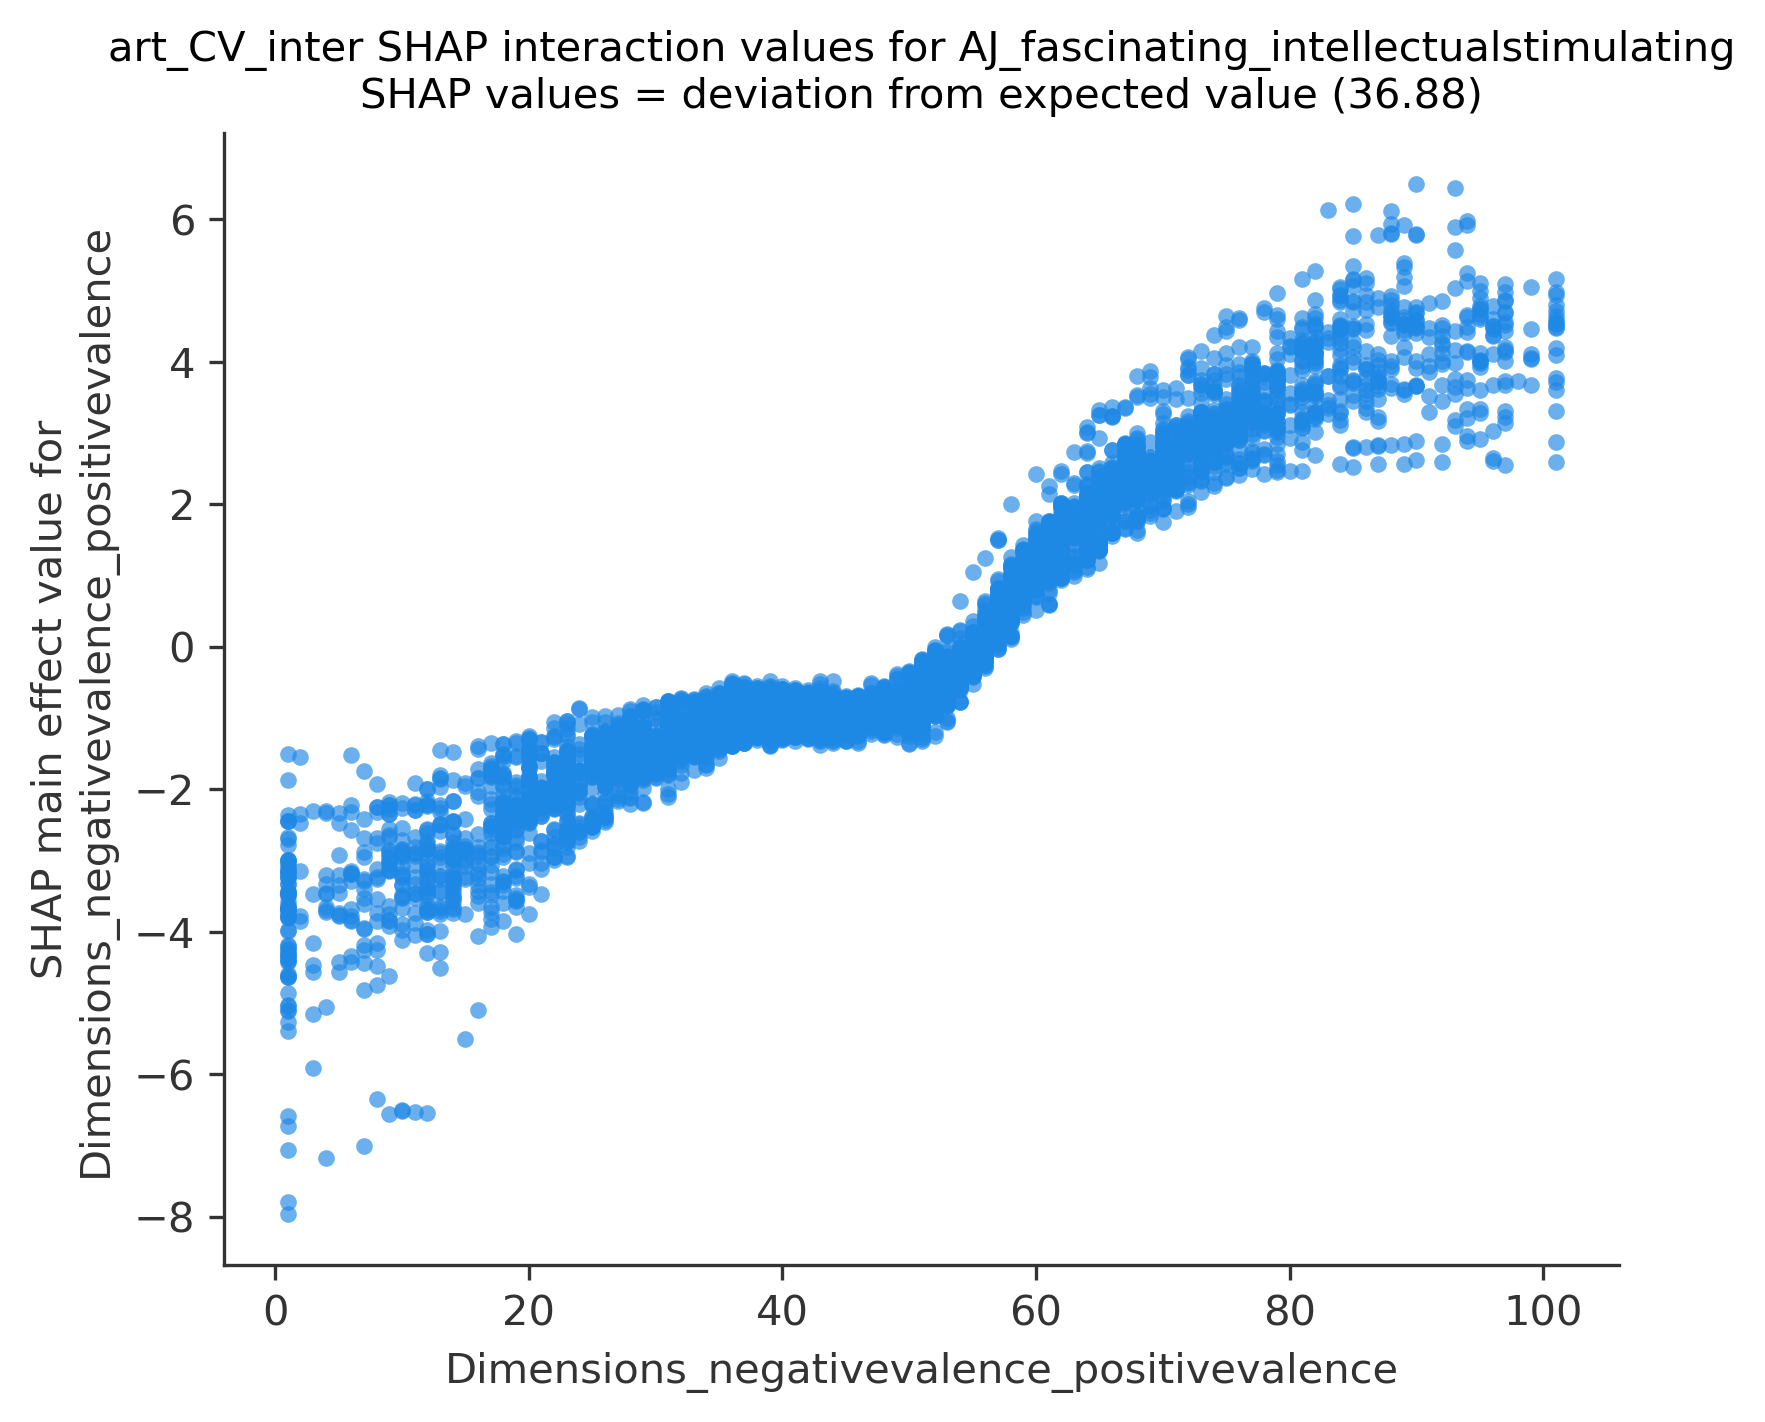 art_CV_inter SHAP interaction values for AJ_fascinating_intellectualstimulating
SHAP values = deviation from expected value (36.88)
SHAP main effect value for
Dimensions_negativevalence_positivevalence
6
4
2
0
−2
−4
−6
−8
0
20
40
60
80
100
Dimensions_negativevalence_positivevalence